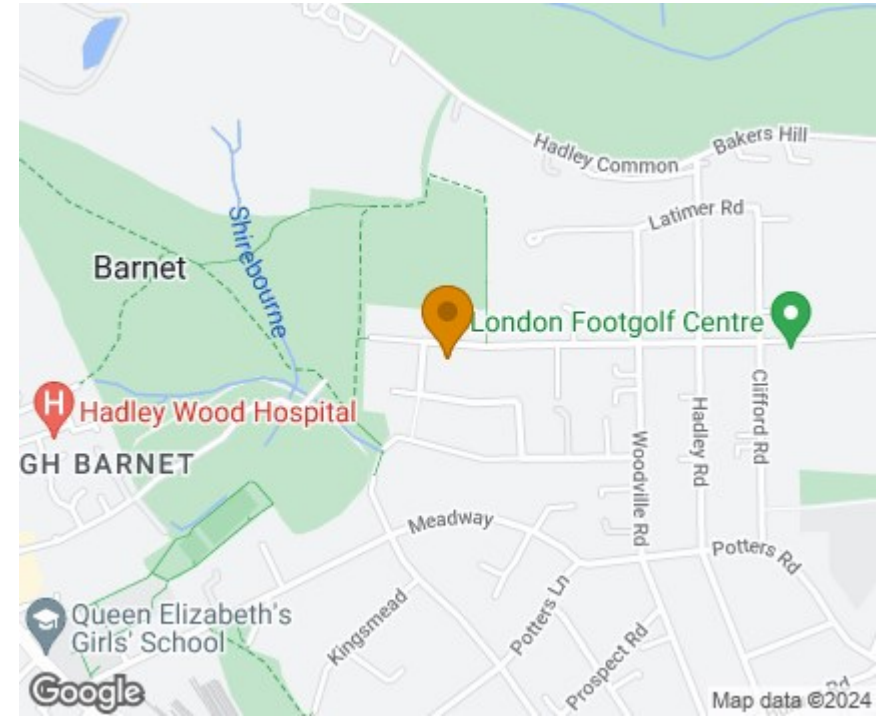 Hadley Common
Bakers Hill
Latimer Rd
Shirebourne
Barnet
London Footgolf Centre
H
Hadley Wood Hospital
GH BARNET
Clifford Rd
Hadley Rd
Woodville Rd
Meadway
Potters Rd
Potters Ln
Kingsmead
Prospect Rd
Queen Elizabeth's
Girls' School
Rd
Google
Map data ©2024